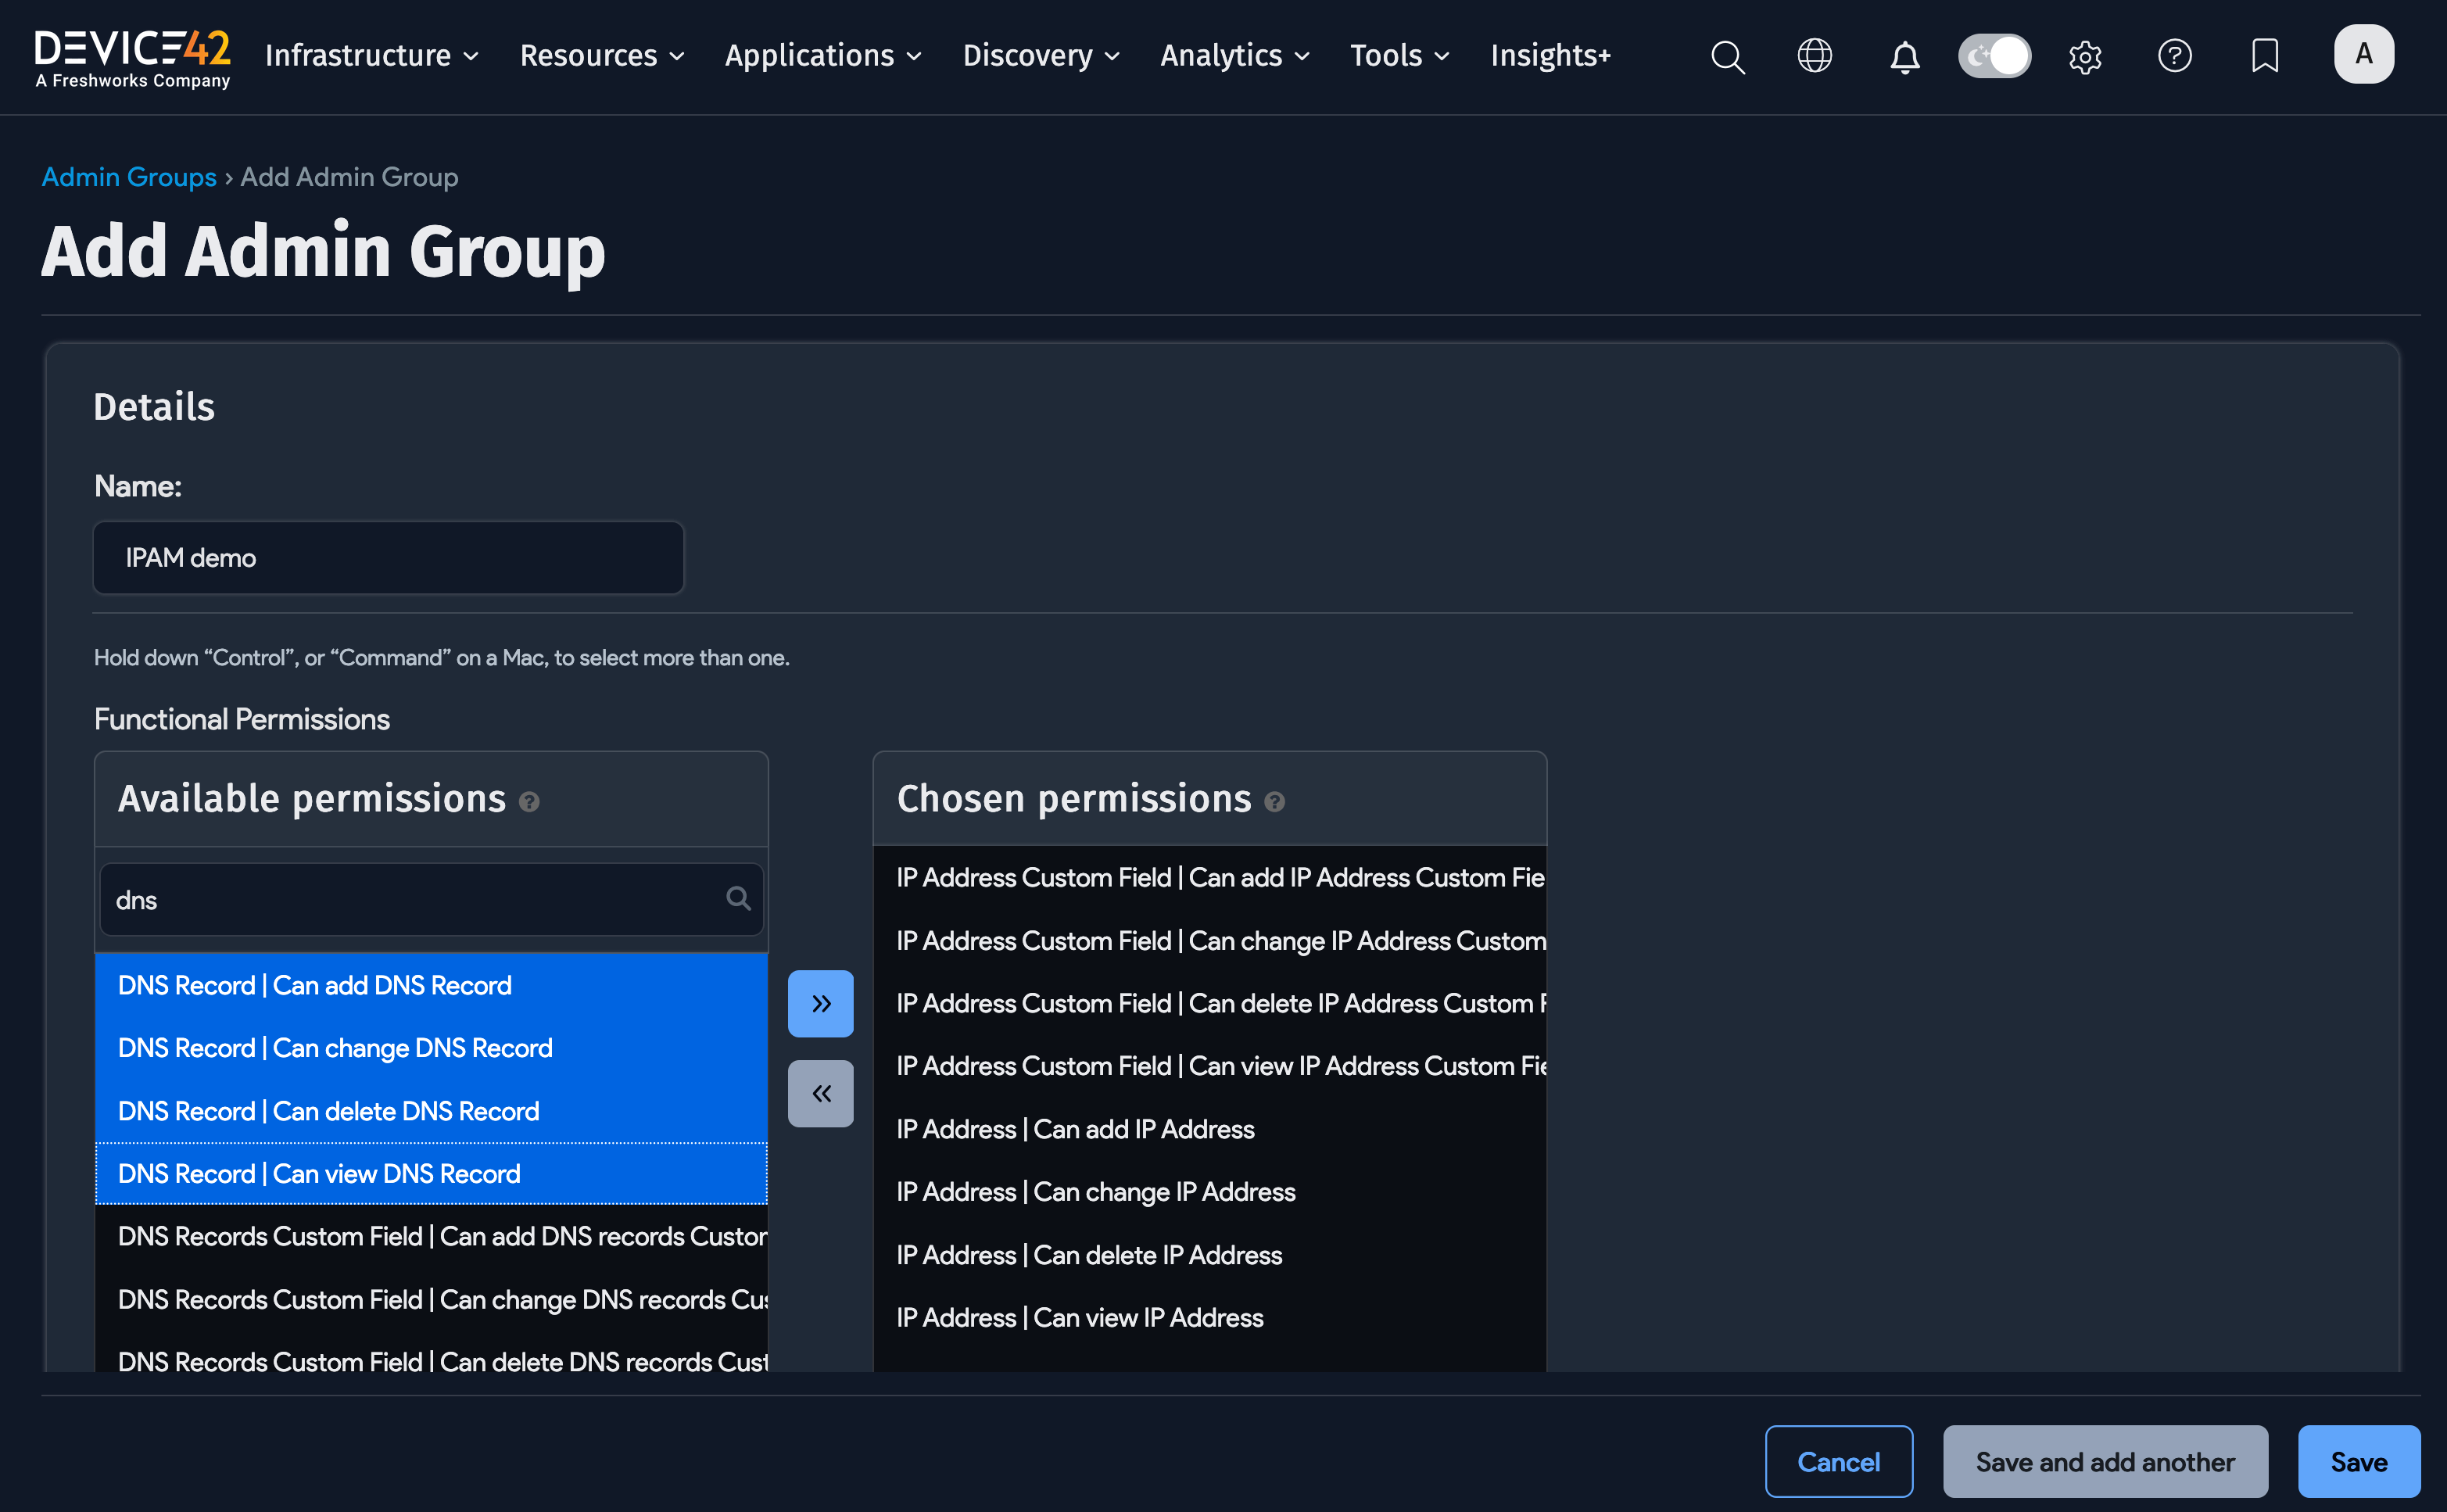 DEVICE42
A Freshworks Company
Infrastructure
Resources
Applications
Discovery
Analytics
Tools
Insights+
A
Admin Groups › Add Admin Group
Add Admin Group
Details
Name:
IPAM demo
Hold down “Control”, or “Command” on a Mac, to select more than one.
Functional Permissions
Available permissions ?
dns
DNS Record | Can add DNS Record
DNS Record | Can change DNS Record
DNS Record | Can delete DNS Record
DNS Record | Can view DNS Record
DNS Records Custom Field | Can add DNS records Custom
DNS Records Custom Field | Can change DNS records Cus
DNS Records Custom Field | Can delete DNS records Cust
Chosen permissions ?
IP Address Custom Field | Can add IP Address Custom Fie
IP Address Custom Field | Can change IP Address Custom
IP Address Custom Field | Can delete IP Address Custom F
IP Address Custom Field | Can view IP Address Custom Fie
IP Address | Can add IP Address
IP Address | Can change IP Address
IP Address | Can delete IP Address
IP Address | Can view IP Address
Cancel
Save and add another
Save